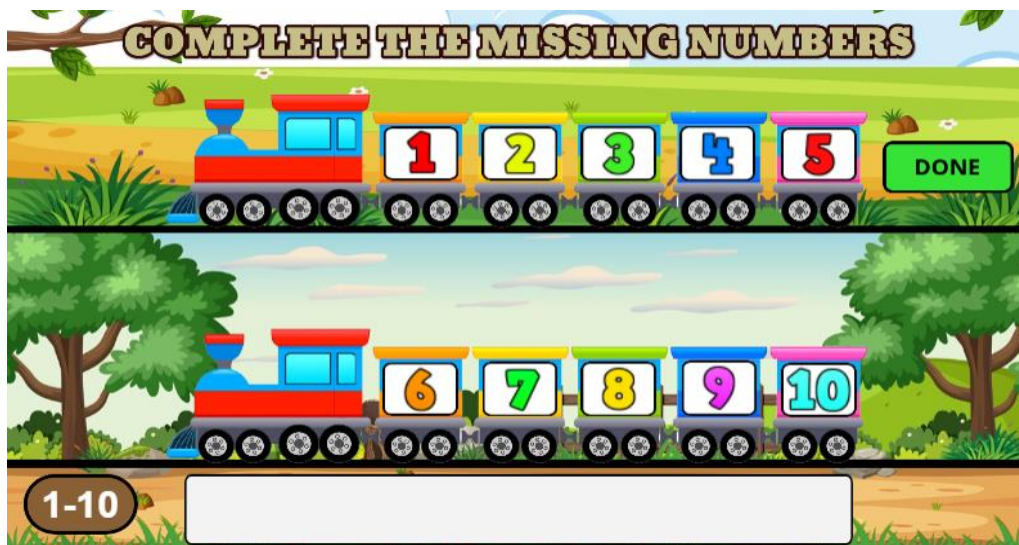 COMPLETE THE MISSING NUMBERS
1 2 3 4 5
DONE
6 7 8 9 10
1-10